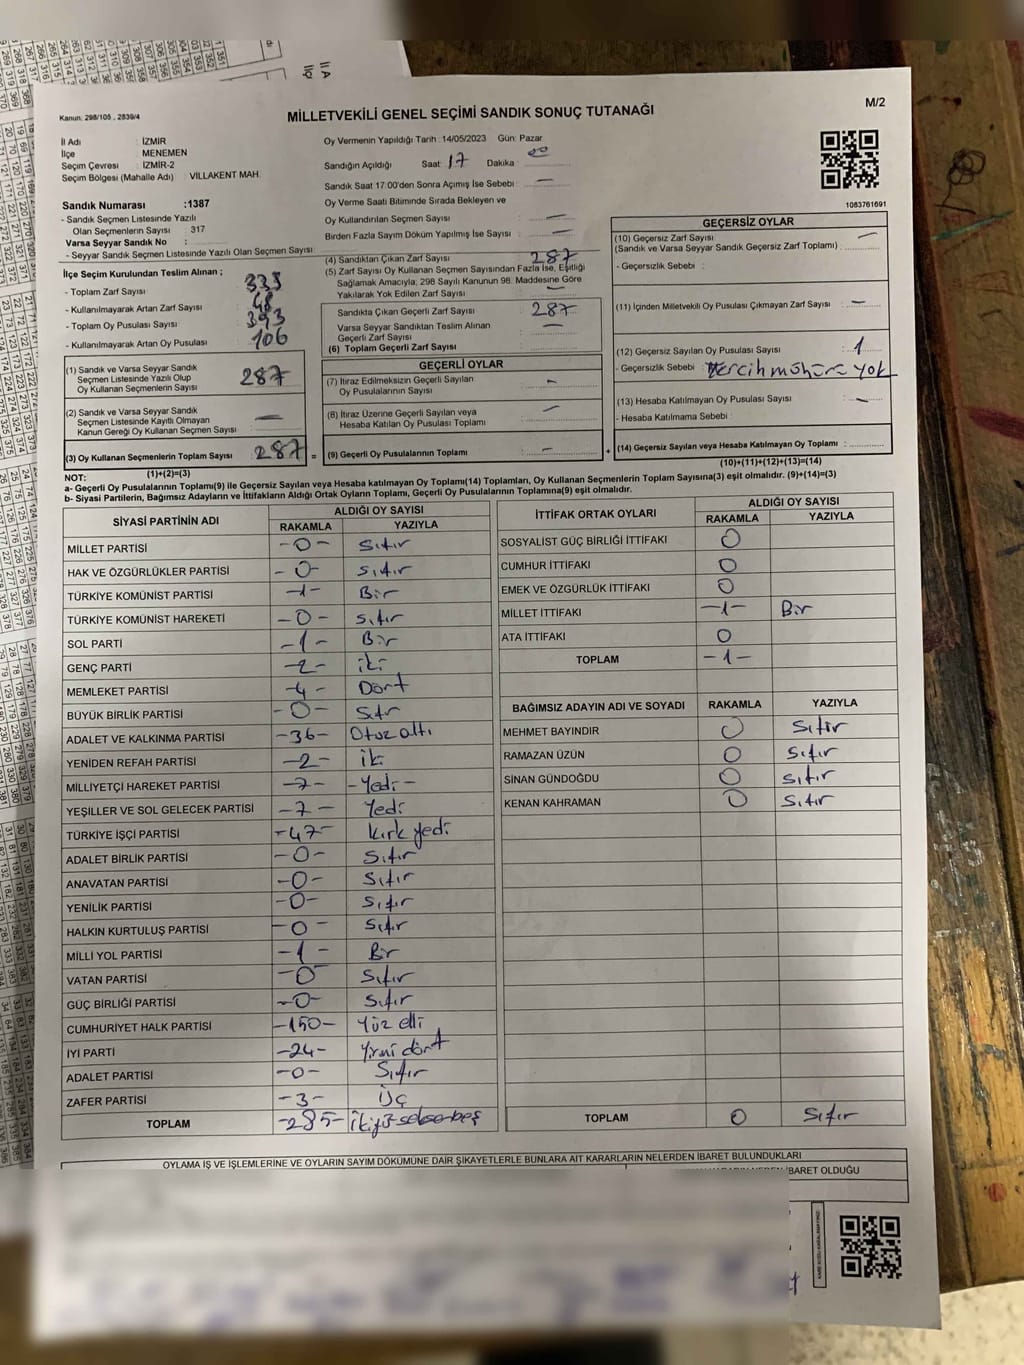 Kanun: 298/105 , 2839/4
MİLLETVEKİLİ GENEL SEÇİMİ SANDIK SONUÇ TUTANAĞI
M/2
İl Adı : İZMİR
İlçe : MENEMEN
Seçim Çevresi : İZMİR-2
Seçim Bölgesi (Mahalle Adı) : VİLLAKENT MAH.
Sandık Numarası :1387
- Sandık Seçmen Listesinde Yazılı
Olan Seçmenlerin Sayısı : 317
Varsa Seyyar Sandık No :
- Seyyar Sandık Seçmen Listesinde Yazılı Olan Seçmen Sayısı:
Oy Vermenin Yapıldığı Tarih :14/05/2023 Gün: Pazar
Sandığın Açıldığı Saat 17 Dakika : 00
Sandık Saat 17:00'den Sonra Açılmış İse Sebebi : —
Oy Verme Saati Bitiminde Sırada Bekleyen ve
Oy Kullandırılan Seçmen Sayısı : —
Birden Fazla Sayım Döküm Yapılmış İse Sayısı : —
1083761691
İlçe Seçim Kurulundan Teslim Alınan ;
- Toplam Zarf Sayısı : 335
- Kullanılmayarak Artan Zarf Sayısı : 48
- Toplam Oy Pusulası Sayısı : 393
- Kullanılmayarak Artan Oy Pusulası : 106
(1) Sandık ve Varsa Seyyar Sandık
Seçmen Listesinde Yazılı Olup
Oy Kullanan Seçmenlerin Sayısı : 287
(2) Sandık ve Varsa Seyyar Sandık
Seçmen Listesinde Kayıtlı Olmayan
Kanun Gereği Oy Kullanan Seçmen Sayısı : —
(3) Oy Kullanan Seçmenlerin Toplam Sayısı 287
(1)+(2)=(3)
(4) Sandıktan Çıkan Zarf Sayısı : 287
(5) Zarf Sayısı Oy Kullanan Seçmen Sayısından Fazla İse, Eşitliği
Sağlamak Amacıyla; 298 Sayılı Kanunun 98. Maddesine Göre
Yakılarak Yok Edilen Zarf Sayısı : —
Sandıkta Çıkan Geçerli Zarf Sayısı : 287
Varsa Seyyar Sandıktan Teslim Alınan
Geçerli Zarf Sayısı : —
(6) Toplam Geçerli Zarf Sayısı :
GEÇERLİ OYLAR
(7) İtiraz Edilmeksizin Geçerli Sayılan
Oy Pusulalarının Sayısı : —
(8) İtiraz Üzerine Geçerli Sayılan veya
Hesaba Katılan Oy Pusulası Toplamı : —
= (9) Geçerli Oy Pusulalarının Toplamı : — +
GEÇERSİZ OYLAR
(10) Geçersiz Zarf Sayısı : —
(Sandık ve Varsa Seyyar Sandık Geçersiz Zarf Toplamı)
- Geçersizlik Sebebi :
(11) İçinden Milletvekili Oy Pusulası Çıkmayan Zarf Sayısı : —
(12) Geçersiz Sayılan Oy Pusulası Sayısı : 1
- Geçersizlik Sebebi : Tercih mührü yok
(13) Hesaba Katılmayan Oy Pusulası Sayısı : —
- Hesaba Katılmama Sebebi :
(14) Geçersiz Sayılan veya Hesaba Katılmayan Oy Toplamı :
(10)+(11)+(12)+(13)=(14)
NOT:
a- Geçerli Oy Pusulalarının Toplamı(9) ile Geçersiz Sayılan veya Hesaba katılmayan Oy Toplamı(14) Toplamları, Oy Kullanan Seçmenlerin Toplam Sayısına(3) eşit olmalıdır. (9)+(14)=(3)
b- Siyasi Partilerin, Bağımsız Adayların ve İttifakların Aldığı Ortak Oyların Toplamı, Geçerli Oy Pusulalarının Toplamına(9) eşit olmalıdır.
SİYASİ PARTİNİN ADI ALDIĞI OY SAYISI
RAKAMLA YAZIYLA
MİLLET PARTİSİ -0- Sıfır
HAK VE ÖZGÜRLÜKLER PARTİSİ -0- Sıfır
TÜRKİYE KOMÜNİST PARTİSİ -1- Bir
TÜRKİYE KOMÜNİST HAREKETİ -0- Sıfır
SOL PARTİ -1- Bir
GENÇ PARTİ -2- iki
MEMLEKET PARTİSİ -4- Dört
BÜYÜK BİRLİK PARTİSİ -0- Sıfır
ADALET VE KALKINMA PARTİSİ -36- Otuz altı
YENİDEN REFAH PARTİSİ -2- iki
MİLLİYETÇİ HAREKET PARTİSİ -7- -Yedi-
YEŞİLLER VE SOL GELECEK PARTİSİ -7- Yedi
TÜRKİYE İŞÇİ PARTİSİ -47- Kırk yedi
ADALET BİRLİK PARTİSİ -0- Sıfır
ANAVATAN PARTİSİ -0- Sıfır
YENİLİK PARTİSİ -0- Sıfır
HALKIN KURTULUŞ PARTİSİ -0- Sıfır
MİLLİ YOL PARTİSİ -1- Bir
VATAN PARTİSİ -0- Sıfır
GÜÇ BİRLİĞİ PARTİSİ -0- Sıfır
CUMHURİYET HALK PARTİSİ -150- Yüz elli
İYİ PARTİ -24- Yirmi dört
ADALET PARTİSİ -0- Sıfır
ZAFER PARTİSİ -3- Üç
TOPLAM -285- İkiyüz seksen beş
İTTİFAK ORTAK OYLARI ALDIĞI OY SAYISI
RAKAMLA YAZIYLA
SOSYALİST GÜÇ BİRLİĞİ İTTİFAKI 0
CUMHUR İTTİFAKI 0
EMEK VE ÖZGÜRLÜK İTTİFAKI 0
MİLLET İTTİFAKI -1- Bir
ATA İTTİFAKI 0
TOPLAM -1-
BAĞIMSIZ ADAYIN ADI VE SOYADI RAKAMLA YAZIYLA
MEHMET BAYINDIR 0 Sıfır
RAMAZAN ÜZÜN 0 Sıfır
SİNAN GÜNDOĞDU 0 Sıfır
KENAN KAHRAMAN 0 Sıfır
TOPLAM 0 Sıfır
OYLAMA İŞ VE İŞLEMLERİNE VE OYLARIN SAYIM DÖKÜMÜNE DAİR ŞİKAYETLERLE BUNLARA AİT KARARLARIN NELERDEN İBARET BULUNDUKLARI
İBARET OLDUĞU